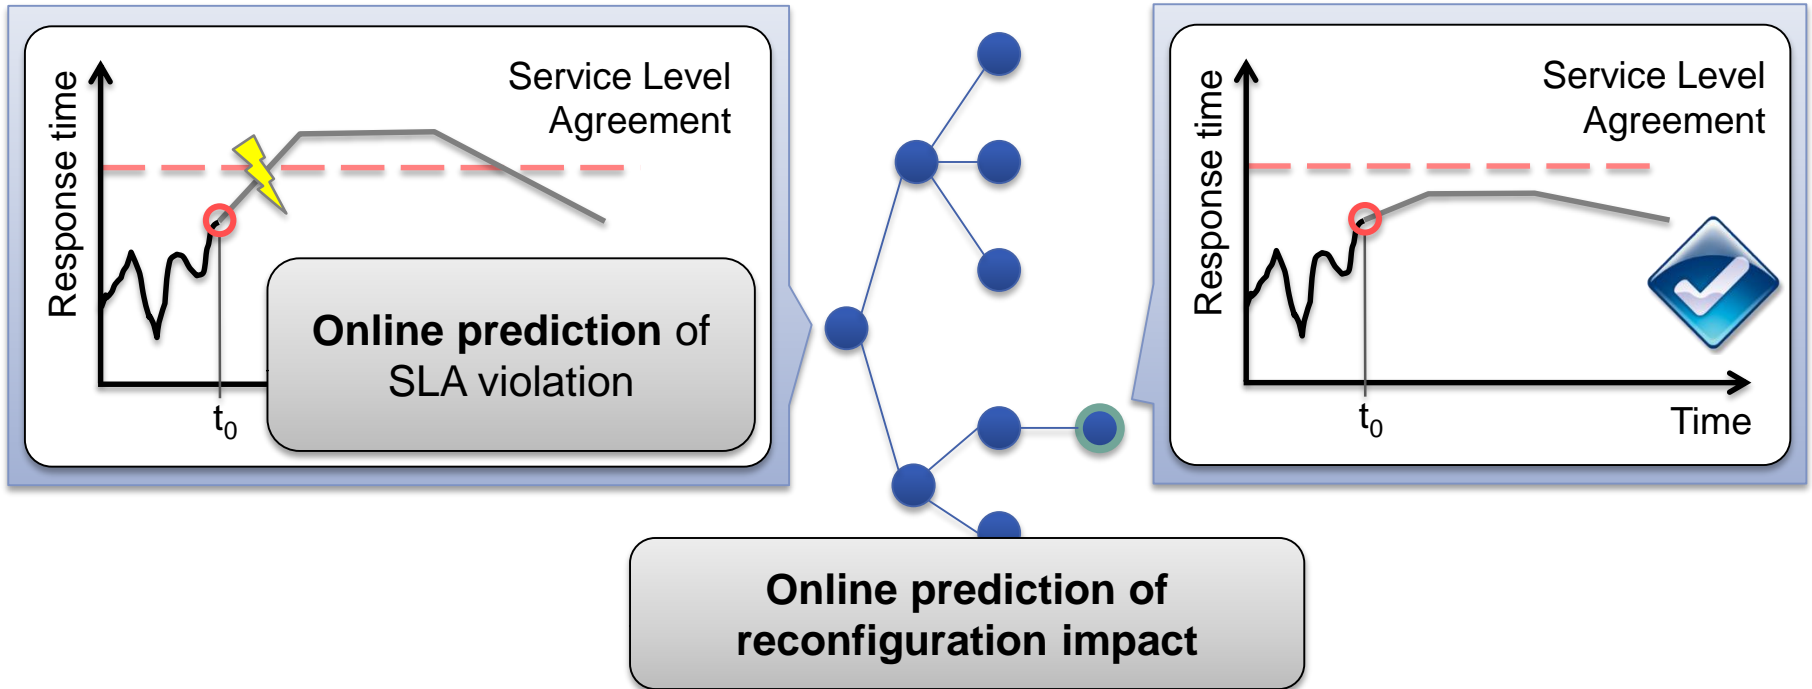 Response time
Service Level
Agreement
Online prediction of
SLA violation
t0
Response time
Service Level
Agreement
t0
Time
Online prediction of
reconfiguration impact